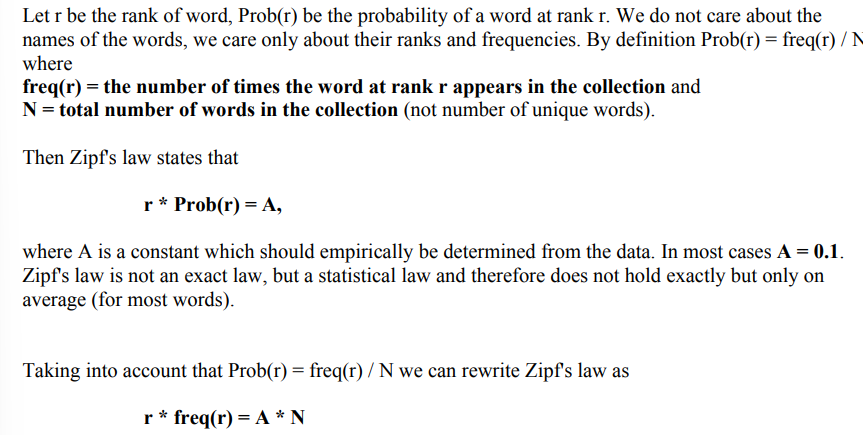 Let r be the rank of word, Prob(r) be the probability of a word at rank r. We do not care about the
names of the words, we care only about their ranks and frequencies. By definition Prob(r) = freq(r) / N
where
freq(r) = the number of times the word at rank r appears in the collection and
N = total number of words in the collection (not number of unique words).
Then Zipf's law states that
r * Prob(r) = A,
where A is a constant which should empirically be determined from the data. In most cases A = 0.1.
Zipf's law is not an exact law, but a statistical law and therefore does not hold exactly but only on
average (for most words).
Taking into account that Prob(r) = freq(r) / N we can rewrite Zipf's law as
r * freq(r) = A * N